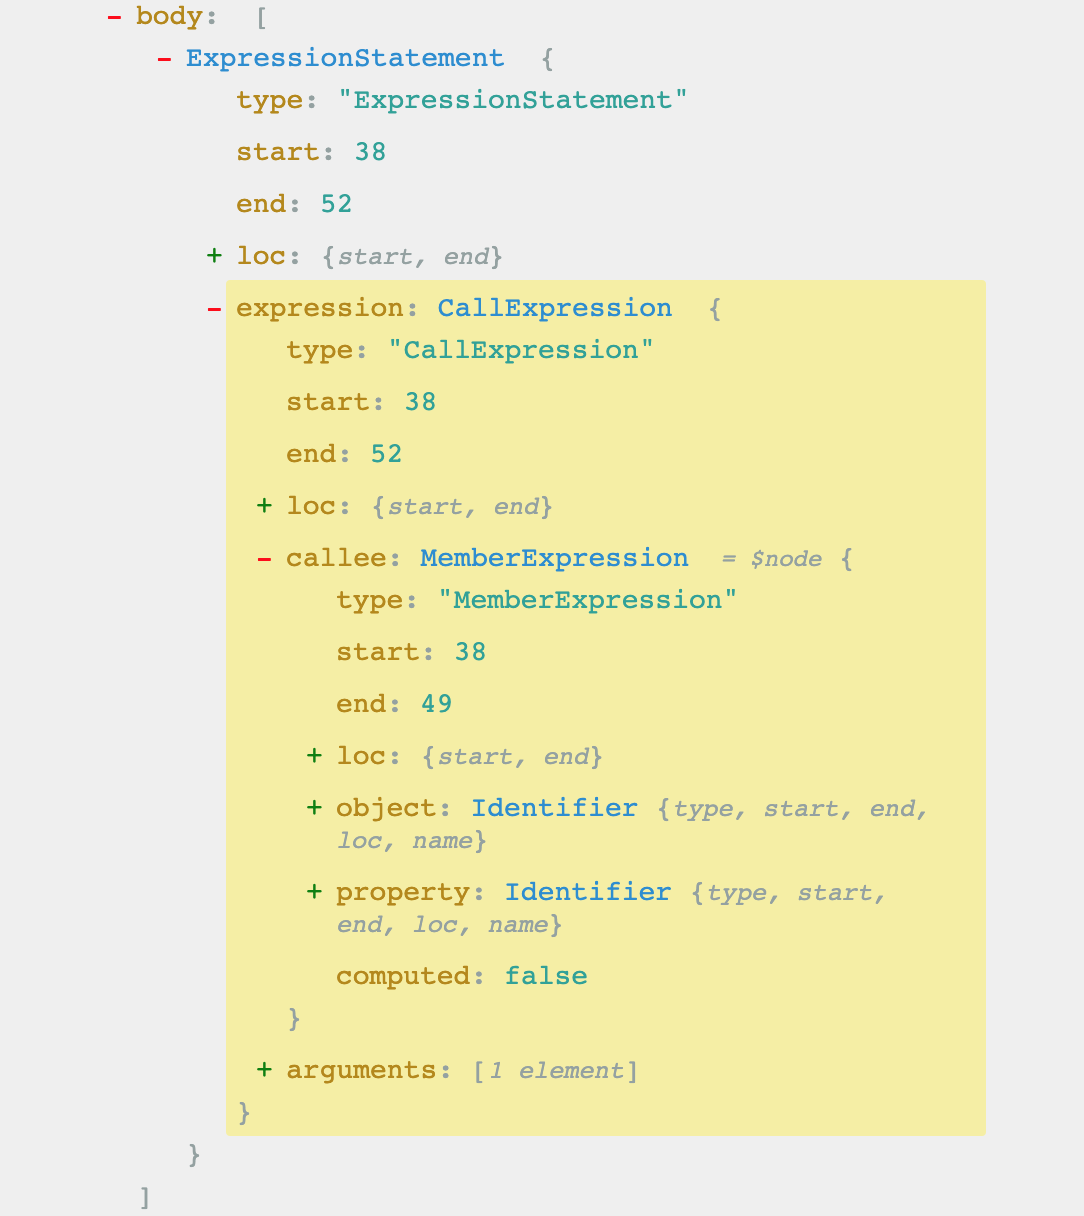 - body: [
- ExpressionStatement {
type: "ExpressionStatement"
start: 38
end: 52
+ loc: {start, end}
- expression: CallExpression {
type: "CallExpression"
start: 38
end: 52
+ loc: {start, end}
- callee: MemberExpression = $node {
type: "MemberExpression"
start: 38
end: 49
+ loc: {start, end}
+ object: Identifier {type, start, end,
loc, name}
+ property: Identifier {type, start,
end, loc, name}
computed: false
}
+ arguments: [1 element]
}
}
]